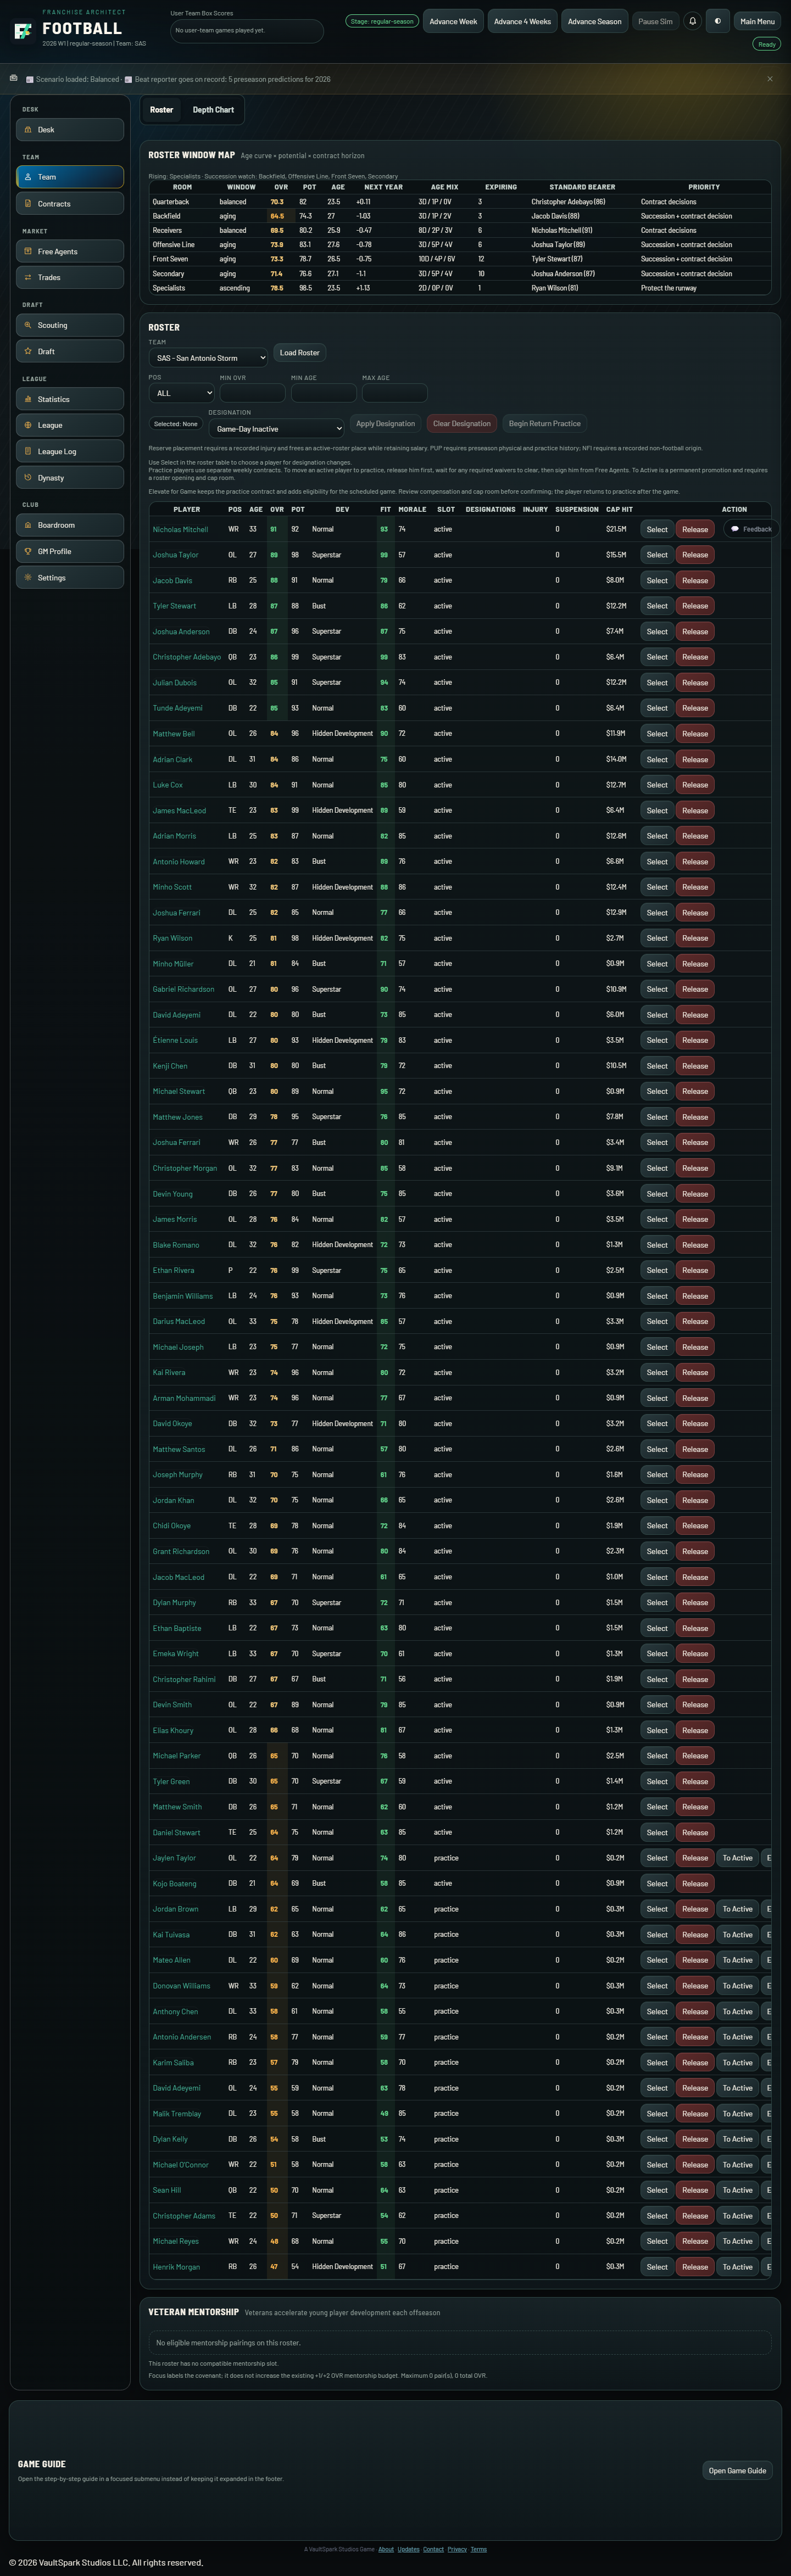 FRANCHISE ARCHITECT
FOOTBALL
2026 W1 | regular-season | Team: SAS
User Team Box Scores
No user-team games played yet.
Stage: regular-season
Advance Week
Advance 4 Weeks
Advance Season
Pause Sim
Main Menu
Ready
Scenario loaded: Balanced · Beat reporter goes on record: 5 preseason predictions for 2026
DESK
Desk
TEAM
Team
Contracts
MARKET
Free Agents
Trades
DRAFT
Scouting
Draft
LEAGUE
Statistics
League
League Log
Dynasty
CLUB
Boardroom
GM Profile
Settings
Roster Depth Chart
ROSTER WINDOW MAP Age curve + potential + contract horizon
Rising: Specialists · Succession watch: Backfield, Offensive Line, Front Seven, Secondary
ROOM WINDOW OVR POT AGE NEXT YEAR AGE MIX EXPIRING STANDARD BEARER PRIORITY
Quarterback balanced 70.3 82 23.5 +0.11 3D / 1P / 0V 3 Christopher Adebayo (86) Contract decisions
Backfield aging 64.5 74.3 27 -1.03 3D / 1P / 2V 3 Jacob Davis (88) Succession + contract decision
Receivers balanced 69.5 80.2 25.9 -0.47 8D / 2P / 3V 6 Nicholas Mitchell (91) Contract decisions
Offensive Line aging 73.9 83.1 27.6 -0.78 3D / 5P / 4V 6 Joshua Taylor (89) Succession + contract decision
Front Seven aging 73.3 78.7 26.5 -0.75 10D / 4P / 6V 12 Tyler Stewart (87) Succession + contract decision
Secondary aging 71.4 76.6 27.1 -1.1 3D / 5P / 4V 10 Joshua Anderson (87) Succession + contract decision
Specialists ascending 78.5 98.5 23.5 +1.13 2D / 0P / 0V 1 Ryan Wilson (81) Protect the runway
ROSTER
TEAM
SAS - San Antonio Storm
Load Roster
POS MIN OVR MIN AGE MAX AGE
ALL
Selected: None
DESIGNATION
Game-Day Inactive
Apply Designation Clear Designation Begin Return Practice
Reserve placement requires a recorded injury and frees an active-roster place while retaining salary. PUP requires preseason and physical injury; NFI requires a recorded non-football origin.
Use Select in the roster table to choose a player for designation changes.
Practice players use standard weekly contracts. To move an active player to practice, release him first, wait for any required waivers to clear, then sign him from Free Agents. To Active is a permanent promotion and requires a roster opening and cap room.
Elevate for Game keeps the practice contract and adds eligibility for the scheduled game. Review compensation and cap room before confirming; the player returns to practice after the game.
PLAYER POS AGE OVR POT DEV FIT MORALE SLOT DESIGNATIONS INJURY SUSPENSION CAP HIT ACTION
Nicholas Mitchell WR 33 91 92 Normal 93 74 active 0 $21.5M Select Release
Feedback
Joshua Taylor OL 27 89 98 Superstar 99 57 active 0 $15.5M Select Release
Jacob Davis RB 25 88 91 Normal 79 66 active 0 $8.0M Select Release
Tyler Stewart LB 28 87 88 Bust 86 62 active 0 $12.2M Select Release
Joshua Anderson DB 24 87 96 Superstar 87 75 active 0 $7.4M Select Release
Christopher Adebayo QB 23 86 99 Superstar 99 83 active 0 $6.4M Select Release
Julian Dubois OL 32 85 91 Superstar 94 74 active 0 $12.2M Select Release
Tunde Adeyemi DB 22 85 93 Normal 83 60 active 0 $6.4M Select Release
Matthew Bell OL 26 84 96 Hidden Development 90 72 active 0 $11.9M Select Release
Adrian Clark DL 31 84 86 Normal 75 60 active 0 $14.0M Select Release
Luke Cox LB 30 84 91 Normal 85 80 active 0 $12.7M Select Release
James MacLeod TE 23 83 99 Hidden Development 89 59 active 0 $6.4M Select Release
Adrian Morris LB 25 83 87 Normal 82 85 active 0 $12.6M Select Release
Antonio Howard WR 23 82 83 Bust 89 76 active 0 $6.6M Select Release
Minho Scott WR 32 82 87 Hidden Development 88 86 active 0 $12.4M Select Release
Joshua Ferrari DL 25 82 85 Normal 77 66 active 0 $12.9M Select Release
Ryan Wilson K 25 81 98 Hidden Development 82 75 active 0 $2.7M Select Release
Minho Müller DL 21 81 84 Bust 71 57 active 0 $0.9M Select Release
Gabriel Richardson OL 27 80 96 Superstar 90 74 active 0 $10.9M Select Release
David Adeyemi DL 22 80 80 Bust 73 85 active 0 $6.0M Select Release
Étienne Louis LB 27 80 93 Hidden Development 79 83 active 0 $3.5M Select Release
Kenji Chen DB 31 80 80 Bust 79 72 active 0 $10.5M Select Release
Michael Stewart QB 23 80 89 Normal 95 72 active 0 $0.9M Select Release
Matthew Jones DB 29 78 95 Superstar 76 85 active 0 $7.8M Select Release
Joshua Ferrari WR 26 77 77 Bust 80 81 active 0 $3.4M Select Release
Christopher Morgan OL 32 77 83 Normal 85 58 active 0 $9.1M Select Release
Devin Young DB 26 77 80 Bust 75 85 active 0 $3.6M Select Release
James Morris OL 28 76 84 Normal 82 57 active 0 $3.5M Select Release
Blake Romano DL 32 76 82 Hidden Development 72 73 active 0 $1.3M Select Release
Ethan Rivera P 22 76 99 Superstar 75 65 active 0 $2.5M Select Release
Benjamin Williams LB 24 76 93 Normal 73 76 active 0 $0.9M Select Release
Darius MacLeod OL 33 75 78 Hidden Development 85 57 active 0 $3.3M Select Release
Michael Joseph LB 23 75 77 Normal 72 75 active 0 $0.9M Select Release
Kai Rivera WR 23 74 96 Normal 80 72 active 0 $3.2M Select Release
Arman Mohammadi WR 23 74 96 Normal 77 67 active 0 $0.9M Select Release
David Okoye DB 32 73 77 Hidden Development 71 80 active 0 $3.2M Select Release
Matthew Santos DL 26 71 86 Normal 57 80 active 0 $2.6M Select Release
Joseph Murphy RB 31 70 75 Normal 61 76 active 0 $1.6M Select Release
Jordan Khan DL 32 70 75 Normal 66 65 active 0 $2.6M Select Release
Chidi Okoye TE 28 69 78 Normal 72 84 active 0 $1.9M Select Release
Grant Richardson OL 30 69 76 Normal 80 84 active 0 $2.3M Select Release
Jacob MacLeod DL 22 69 71 Normal 61 65 active 0 $1.0M Select Release
Dylan Murphy RB 33 67 70 Superstar 72 71 active 0 $1.5M Select Release
Ethan Baptiste LB 22 67 73 Normal 63 80 active 0 $1.5M Select Release
Emeka Wright LB 33 67 70 Superstar 70 61 active 0 $1.3M Select Release
Christopher Rahimi DB 27 67 67 Bust 71 56 active 0 $1.9M Select Release
Devin Smith OL 22 67 89 Normal 79 85 active 0 $0.9M Select Release
Elias Khoury OL 28 66 68 Normal 81 67 active 0 $1.3M Select Release
Michael Parker QB 26 65 70 Normal 76 58 active 0 $2.5M Select Release
Tyler Green DB 30 65 70 Superstar 67 59 active 0 $1.4M Select Release
Matthew Smith DB 26 65 71 Normal 62 60 active 0 $1.2M Select Release
Daniel Stewart TE 25 64 75 Normal 63 85 active 0 $1.2M Select Release
Jaylen Taylor OL 22 64 79 Normal 74 80 practice 0 $0.2M Select Release To Active E
Kojo Boateng DB 21 64 69 Bust 58 85 active 0 $0.9M Select Release
Jordan Brown LB 29 62 65 Normal 62 65 practice 0 $0.3M Select Release To Active E
Kai Tuivasa DB 31 62 63 Normal 64 86 practice 0 $0.3M Select Release To Active E
Mateo Allen DL 22 60 69 Normal 60 76 practice 0 $0.2M Select Release To Active E
Donovan Williams WR 33 59 62 Normal 64 73 practice 0 $0.3M Select Release To Active E
Anthony Chen DL 33 58 61 Normal 58 55 practice 0 $0.3M Select Release To Active E
Antonio Andersen RB 24 58 77 Normal 59 77 practice 0 $0.2M Select Release To Active E
Karim Saliba RB 23 57 79 Normal 58 70 practice 0 $0.2M Select Release To Active E
David Adeyemi OL 24 55 59 Normal 63 78 practice 0 $0.2M Select Release To Active E
Malik Tremblay DL 23 55 58 Normal 49 85 practice 0 $0.2M Select Release To Active E
Dylan Kelly DB 26 54 58 Bust 53 74 practice 0 $0.3M Select Release To Active E
Michael O'Connor WR 22 51 58 Normal 56 63 practice 0 $0.2M Select Release To Active E
Sean Hill QB 22 50 70 Normal 64 63 practice 0 $0.2M Select Release To Active E
Christopher Adams TE 22 50 71 Superstar 54 62 practice 0 $0.2M Select Release To Active E
Michael Reyes WR 24 48 68 Normal 55 70 practice 0 $0.2M Select Release To Active E
Henrik Morgan RB 26 47 54 Hidden Development 51 67 practice 0 $0.3M Select Release To Active E
VETERAN MENTORSHIP Veterans accelerate young player development each offseason
No eligible mentorship pairings on this roster.
This roster has no compatible mentorship slot.
Focus labels the covenant; it does not increase the existing +1/+2 OVR mentorship budget. Maximum 0 pair(s), 0 total OVR.
GAME GUIDE
Open the step-by-step guide in a focused submenu instead of keeping it expanded in the footer.
Open Game Guide
A VaultSpark Studios Game · About Updates Contact Privacy Terms
© 2026 VaultSpark Studios LLC. All rights reserved.